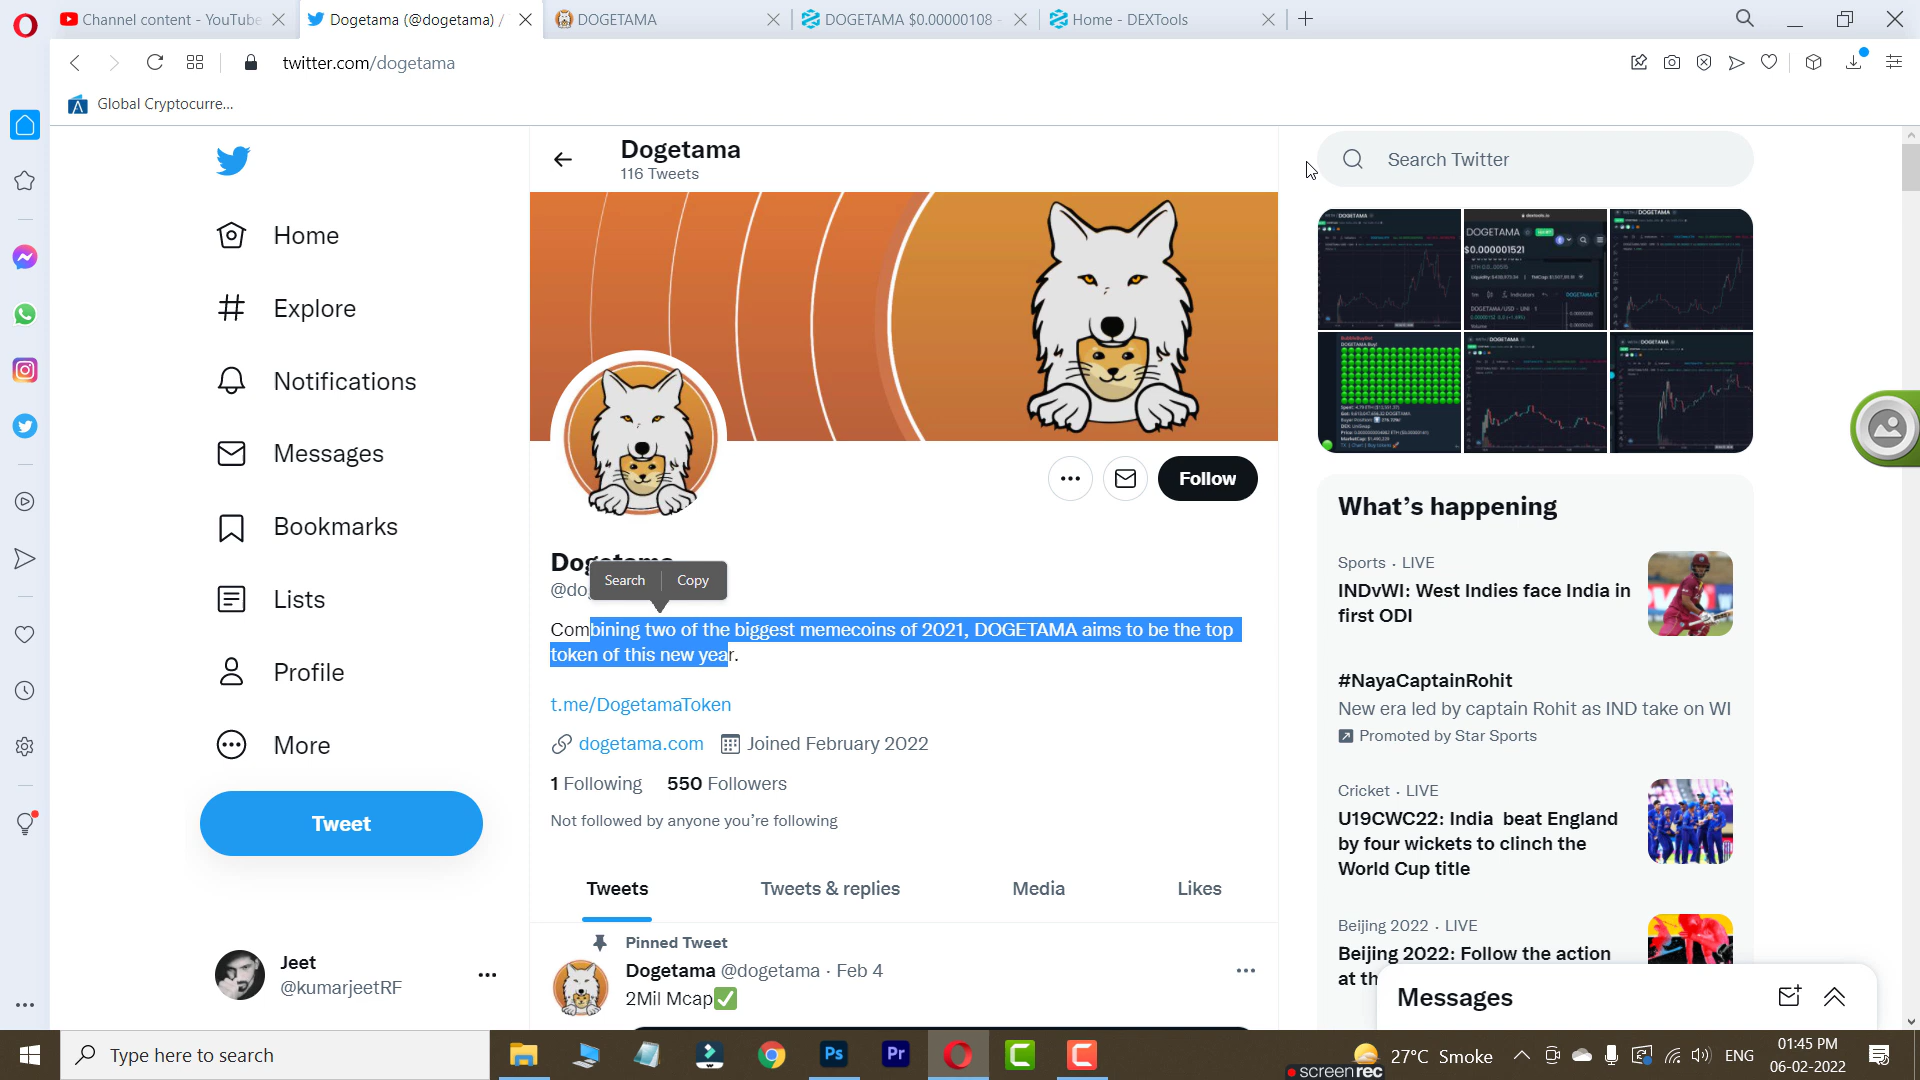 Channel content - YouTube
Dogetama (@dogetama) /
DOGETAMA
DOGETAMA $0.00000108 -
Home - DEXTools
twitter.com/dogetama
Global Cryptocurre...
Dogetama
116 Tweets
Search Twitter
Home
Explore
Notifications
Messages
Bookmarks
Lists
Profile
More
Tweet
Jeet
@kumarjeetRF
DOGETAMA
$0.000001521
Follow
Search
Copy
Combining two of the biggest memecoins of 2021, DOGETAMA aims to be the top
token of this new year.
t.me/DogetamaToken
dogetama.com
Joined February 2022
1 Following
550 Followers
Not followed by anyone you're following
Tweets
Tweets & replies
Media
Likes
Pinned Tweet
Dogetama @dogetama · Feb 4
2Mil Mcap✅
What's happening
Sports · LIVE
INDvWI: West Indies face India in
first ODI
#NayaCaptainRohit
New era led by captain Rohit as IND take on WI
Promoted by Star Sports
Cricket · LIVE
U19CWC22: India beat England
by four wickets to clinch the
World Cup title
Beijing 2022 · LIVE
Beijing 2022: Follow the action
at th
Messages
Type here to search
Ps
Pr
27°C Smoke
ENG
01:45 PM
06-02-2022
screenrec